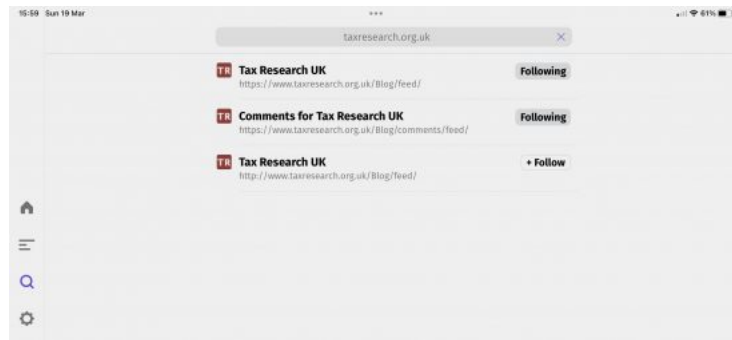 15:59 Sun 19 Mar
61%
taxresearch.org.uk
TR Tax Research UK Following
https://www.taxresearch.org.uk/Blog/feed/
TR Comments for Tax Research UK Following
https://www.taxresearch.org.uk/Blog/comments/feed/
TR Tax Research UK + Follow
http://www.taxresearch.org.uk/Blog/feed/